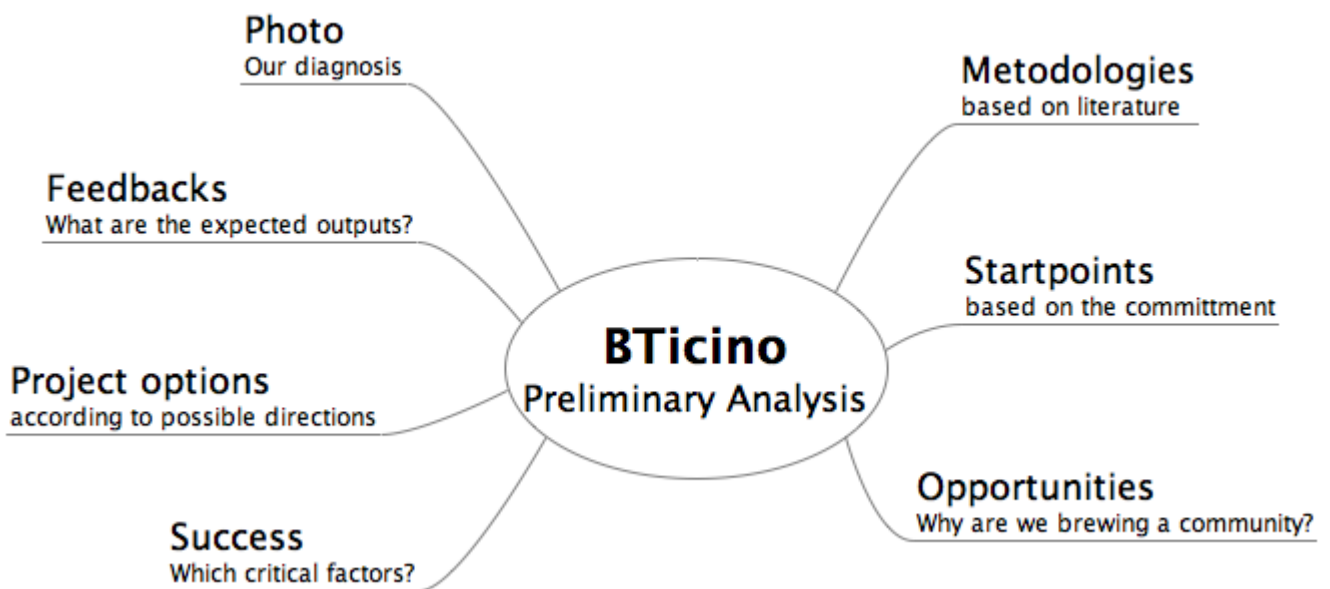 Photo
Our diagnosis
Metodologies
based on literature
Feedbacks
What are the expected outputs?
Startpoints
based on the committment
BTicino
Preliminary Analysis
Project options
according to possible directions
Opportunities
Why are we brewing a community?
Success
Which critical factors?